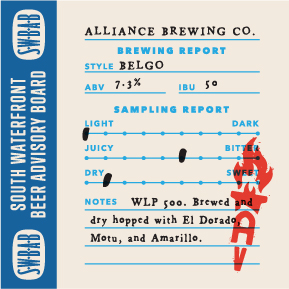 SWBAB
SOUTH WATERFRONT
BEER ADVISORY BOARD
SWBAB
ALLIANCE BREWING CO.
BREWING REPORT
STYLE BELGO
ABV 7.3% IBU 50
SAMPLING REPORT
LIGHT DARK
JUICY BITTER
DRY SWEET
NOTES WLP 500. Brewed and
dry hopped with El Dorado,
Motu, and Amarillo.